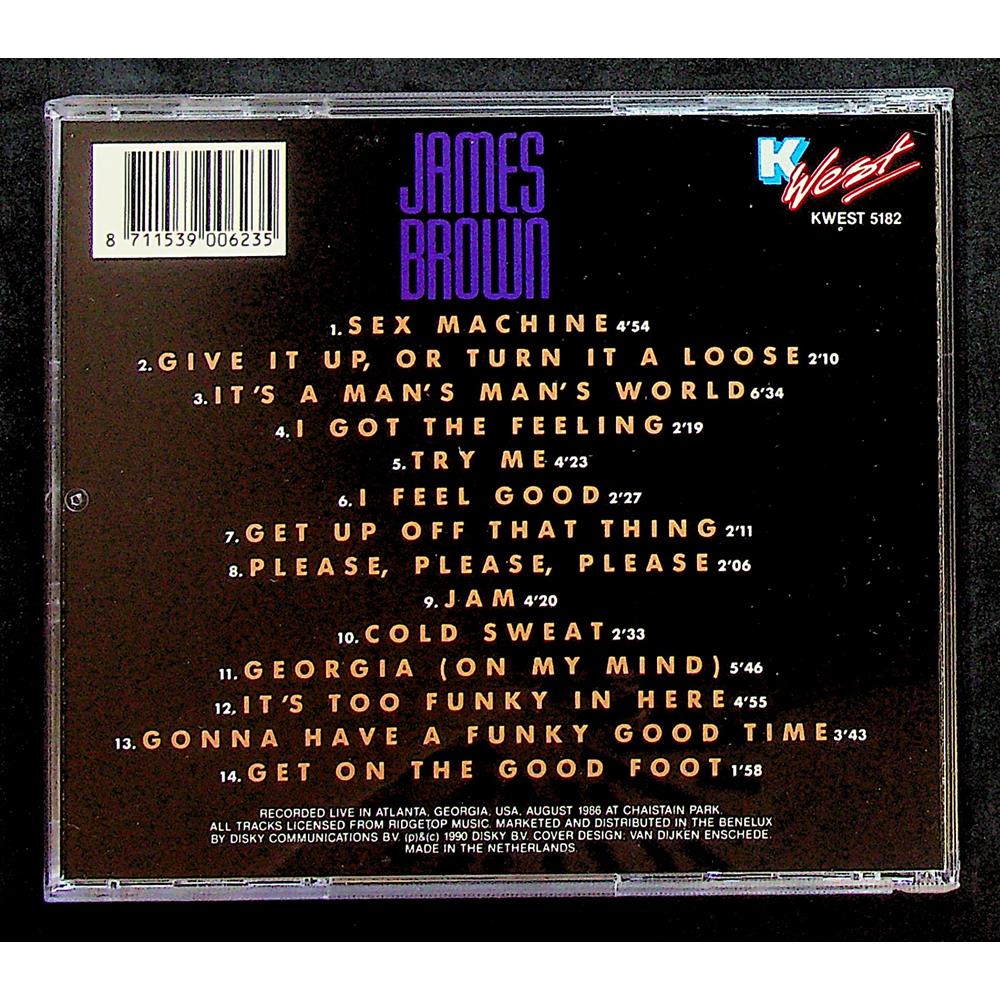 8 711539 006235
JAMES
BROWN
K West
KWEST 5182
1. SEX MACHINE 4'54
2. GIVE IT UP, OR TURN IT A LOOSE 2'10
3. IT'S A MAN'S MAN'S WORLD 6'34
4. I GOT THE FEELING 2'19
5. TRY ME 4'23
6. I FEEL GOOD 2'27
7. GET UP OFF THAT THING 2'11
8. PLEASE, PLEASE, PLEASE 2'06
9. JAM 4'20
10. COLD SWEAT 2'33
11. GEORGIA (ON MY MIND) 5'46
12. IT'S TOO FUNKY IN HERE 4'55
13. GONNA HAVE A FUNKY GOOD TIME 3'43
14. GET ON THE GOOD FOOT 1'58
RECORDED LIVE IN ATLANTA, GEORGIA, USA, AUGUST 1986 AT CHAISTAIN PARK.
ALL TRACKS LICENSED FROM RIDGETOP MUSIC. MARKETED AND DISTRIBUTED IN THE BENELUX
BY DISKY COMMUNICATIONS B.V. (p)&(c) 1990 DISKY B.V. COVER DESIGN: VAN DIJKEN ENSCHEDE.
MADE IN THE NETHERLANDS.